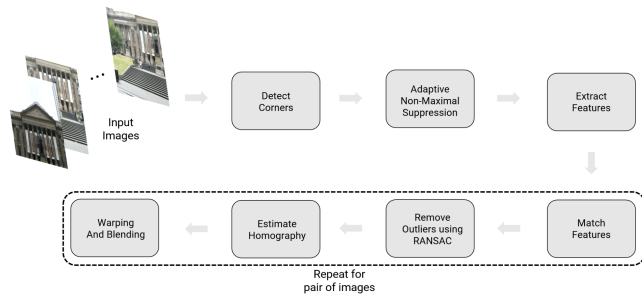 Input
Images
Detect
Corners
Adaptive
Non-Maximal
Suppression
Extract
Features
Match
Features
Remove
Outliers using
RANSAC
Estimate
Homography
Warping
And Blending
Repeat for
pair of images